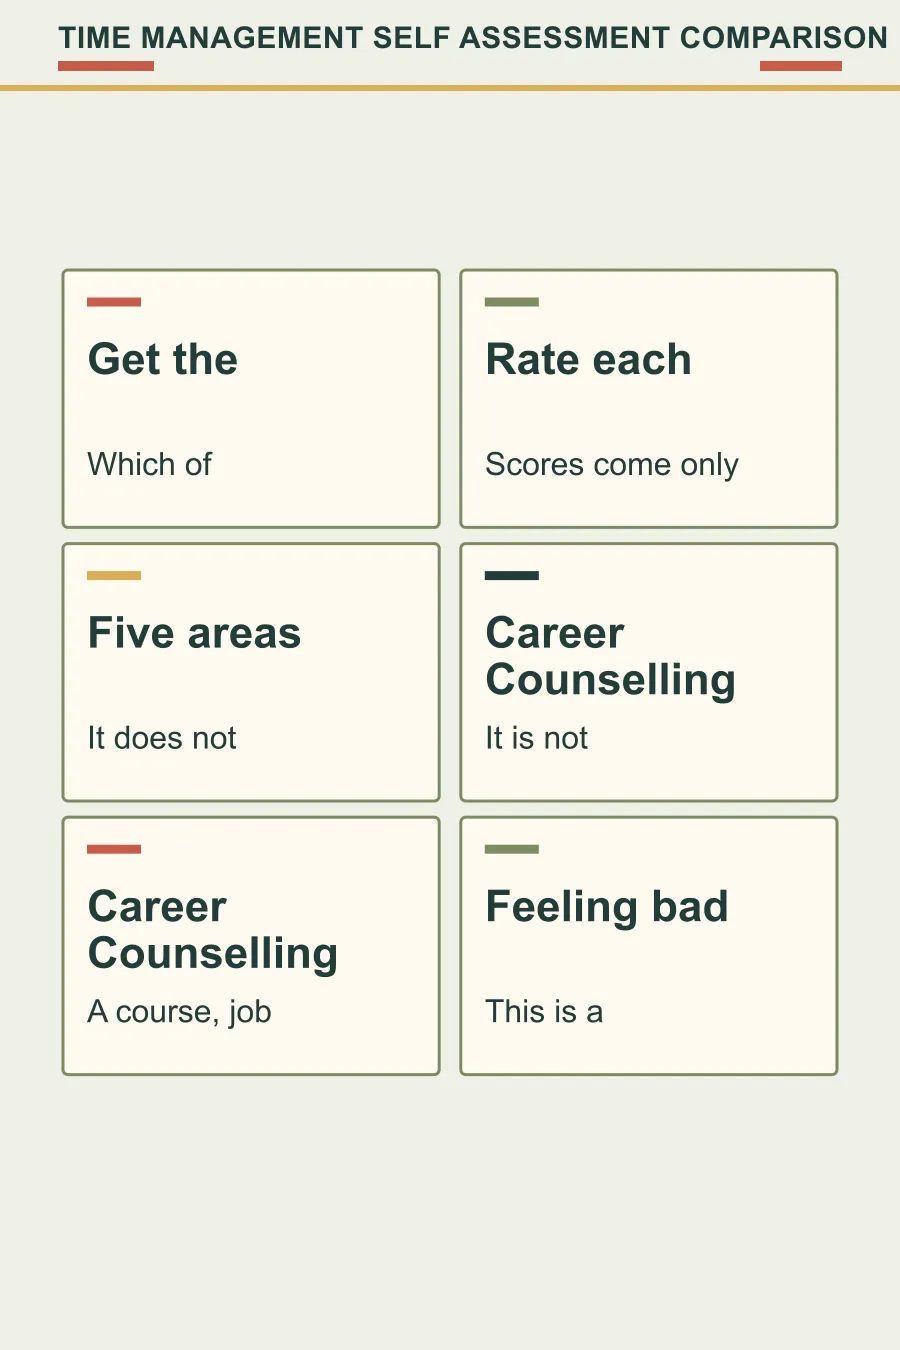 TIME MANAGEMENT SELF ASSESSMENT COMPARISON
Get the
Which of
Rate each
Scores come only
Five areas
It does not
Career
Counselling
It is not
Career
Counselling
A course, job
Feeling bad
This is a